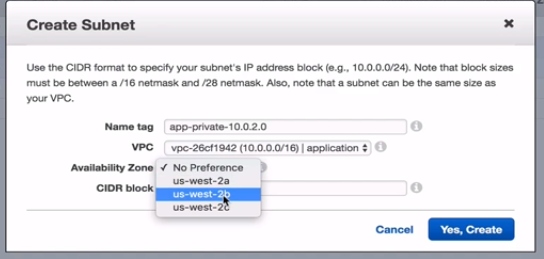 Create Subnet
Use the CIDR format to specify your subnet's IP address block (e.g., 10.0.0.0/24). Note that block sizes
must be between a /16 netmask and /28 netmask. Also, note that a subnet can be the same size as
your VPC.
Name tag app-private-10.0.2.0
VPC vpc-26cf1942 (10.0.0.0/16) | application
Availability Zone ✓ No Preference
us-west-2a
CIDR block us-west-2b
us-west-2c
Cancel Yes, Create